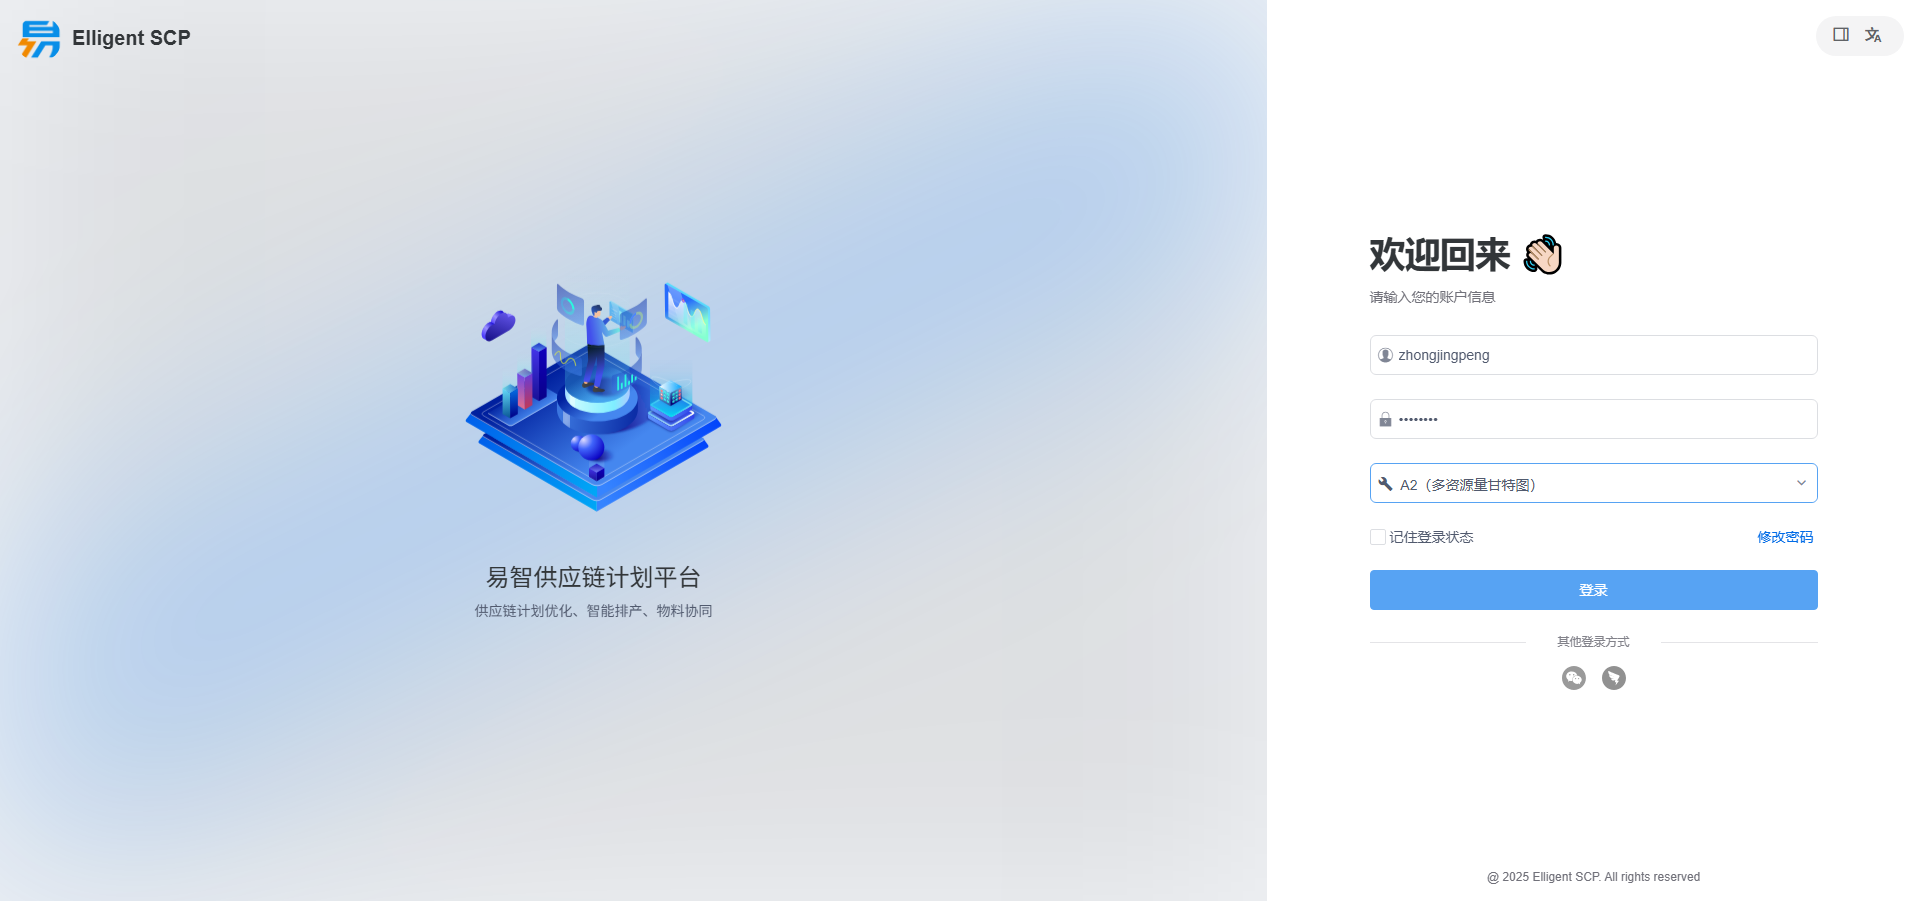 Elligent SCP
易智供应链计划平台
供应链计划优化、智能排产、物料协同
欢迎回来
请输入您的账户信息
zhongjingpeng
••••••••
A2（多资源量甘特图）
记住登录状态
修改密码
登录
其他登录方式
@ 2025 Elligent SCP. All rights reserved